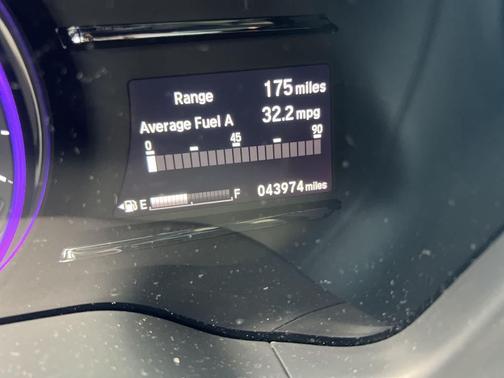 Range 175 miles
Average Fuel A 32.2 mpg
0 45 90
E F 043974 miles